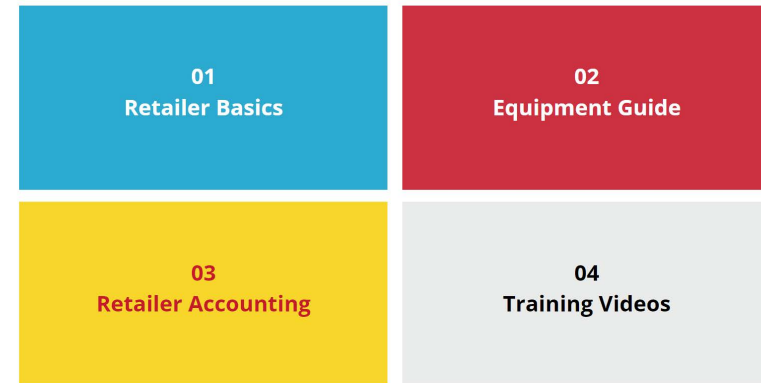 01
Retailer Basics
02
Equipment Guide
03
Retailer Accounting
04
Training Videos